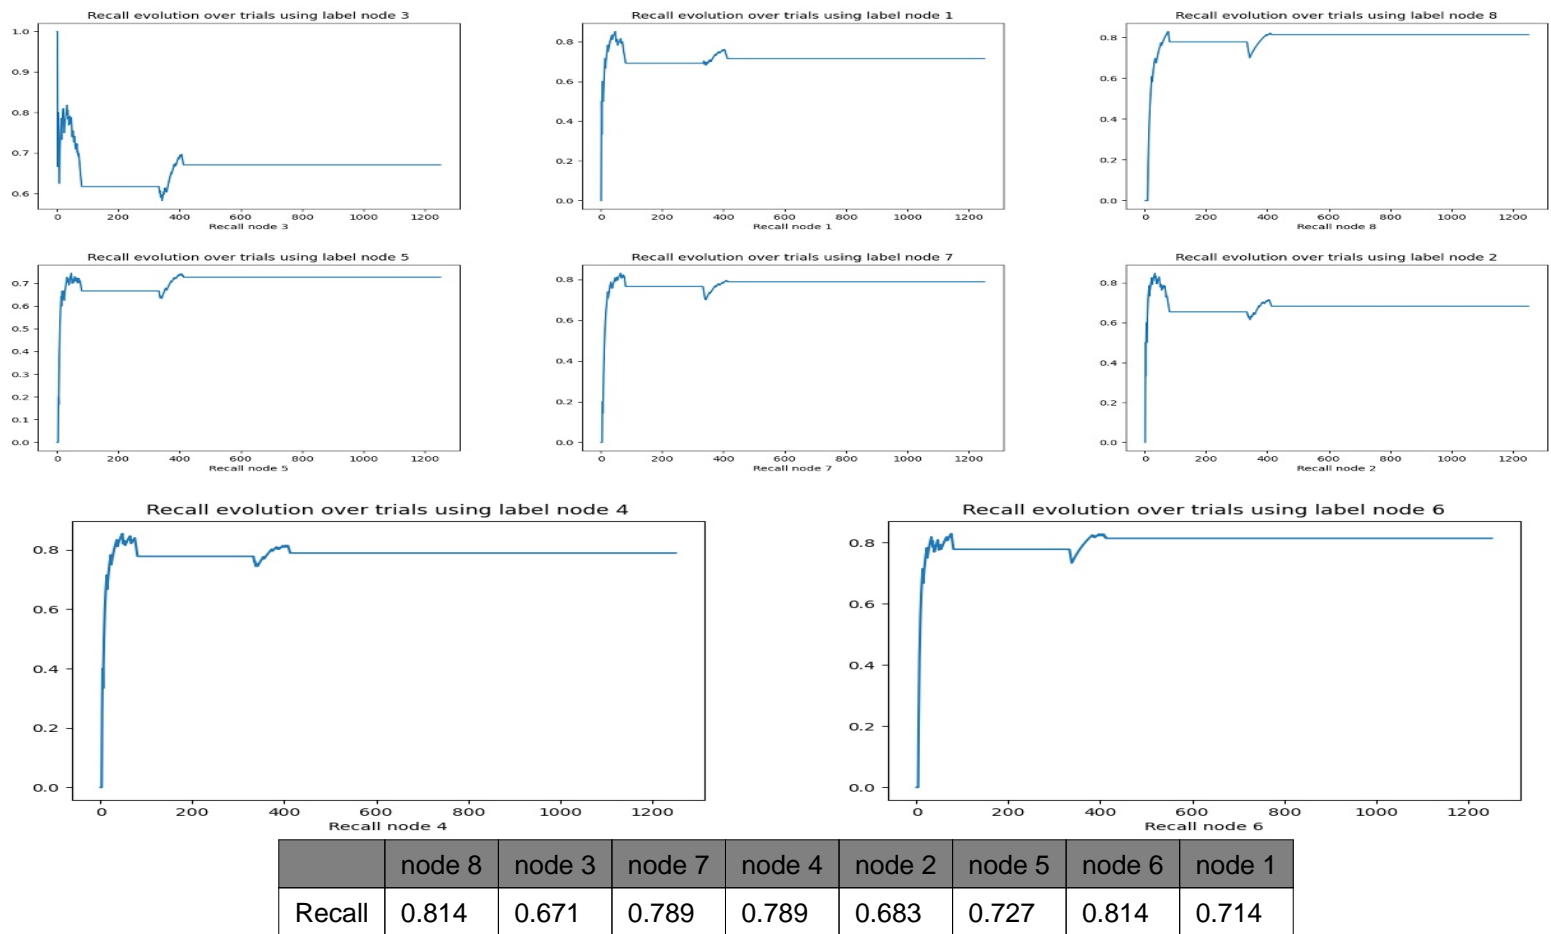 Recall evolution over trials using label node 3
1.0
0.9
0.8
0.7
0.6
0 200 400 600 800 1000 1200
Recall node 3
Recall evolution over trials using label node 1
0.8
0.6
0.4
0.2
0.0
0 200 400 600 800 1000 1200
Recall node 1
Recall evolution over trials using label node 8
0.8
0.6
0.4
0.2
0.0
0 200 400 600 800 1000 1200
Recall node 8
Recall evolution over trials using label node 5
0.7
0.6
0.5
0.4
0.3
0.2
0.1
0.0
0 200 400 600 800 1000 1200
Recall node 5
Recall evolution over trials using label node 7
0.8
0.6
0.4
0.2
0.0
0 200 400 600 800 1000 1200
Recall node 7
Recall evolution over trials using label node 2
0.8
0.6
0.4
0.2
0.0
0 200 400 600 800 1000 1200
Recall node 2
Recall evolution over trials using label node 4
0.8
0.6
0.4
0.2
0.0
0 200 400 600 800 1000 1200
Recall node 4
Recall evolution over trials using label node 6
0.8
0.6
0.4
0.2
0.0
0 200 400 600 800 1000 1200
Recall node 6
node 8 node 3 node 7 node 4 node 2 node 5 node 6 node 1
Recall 0.814 0.671 0.789 0.789 0.683 0.727 0.814 0.714